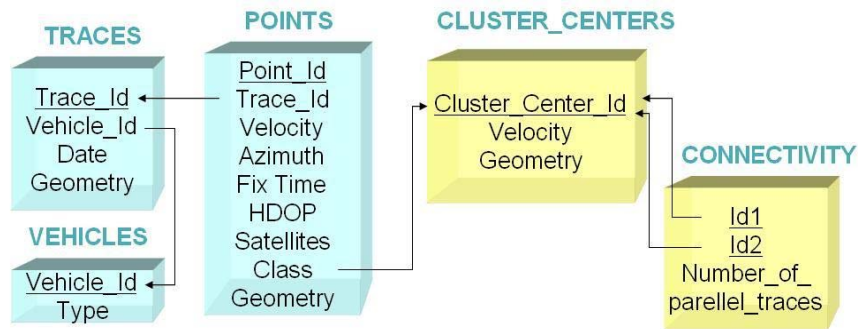 TRACES
Trace_Id
Vehicle_Id
Date
Geometry
VEHICLES
Vehicle_Id
Type
POINTS
Point_Id
Trace_Id
Velocity
Azimuth
Fix Time
HDOP
Satellites
Class
Geometry
CLUSTER_CENTERS
Cluster_Center_Id
Velocity
Geometry
CONNECTIVITY
Id1
Id2
Number_of_
parellel_traces